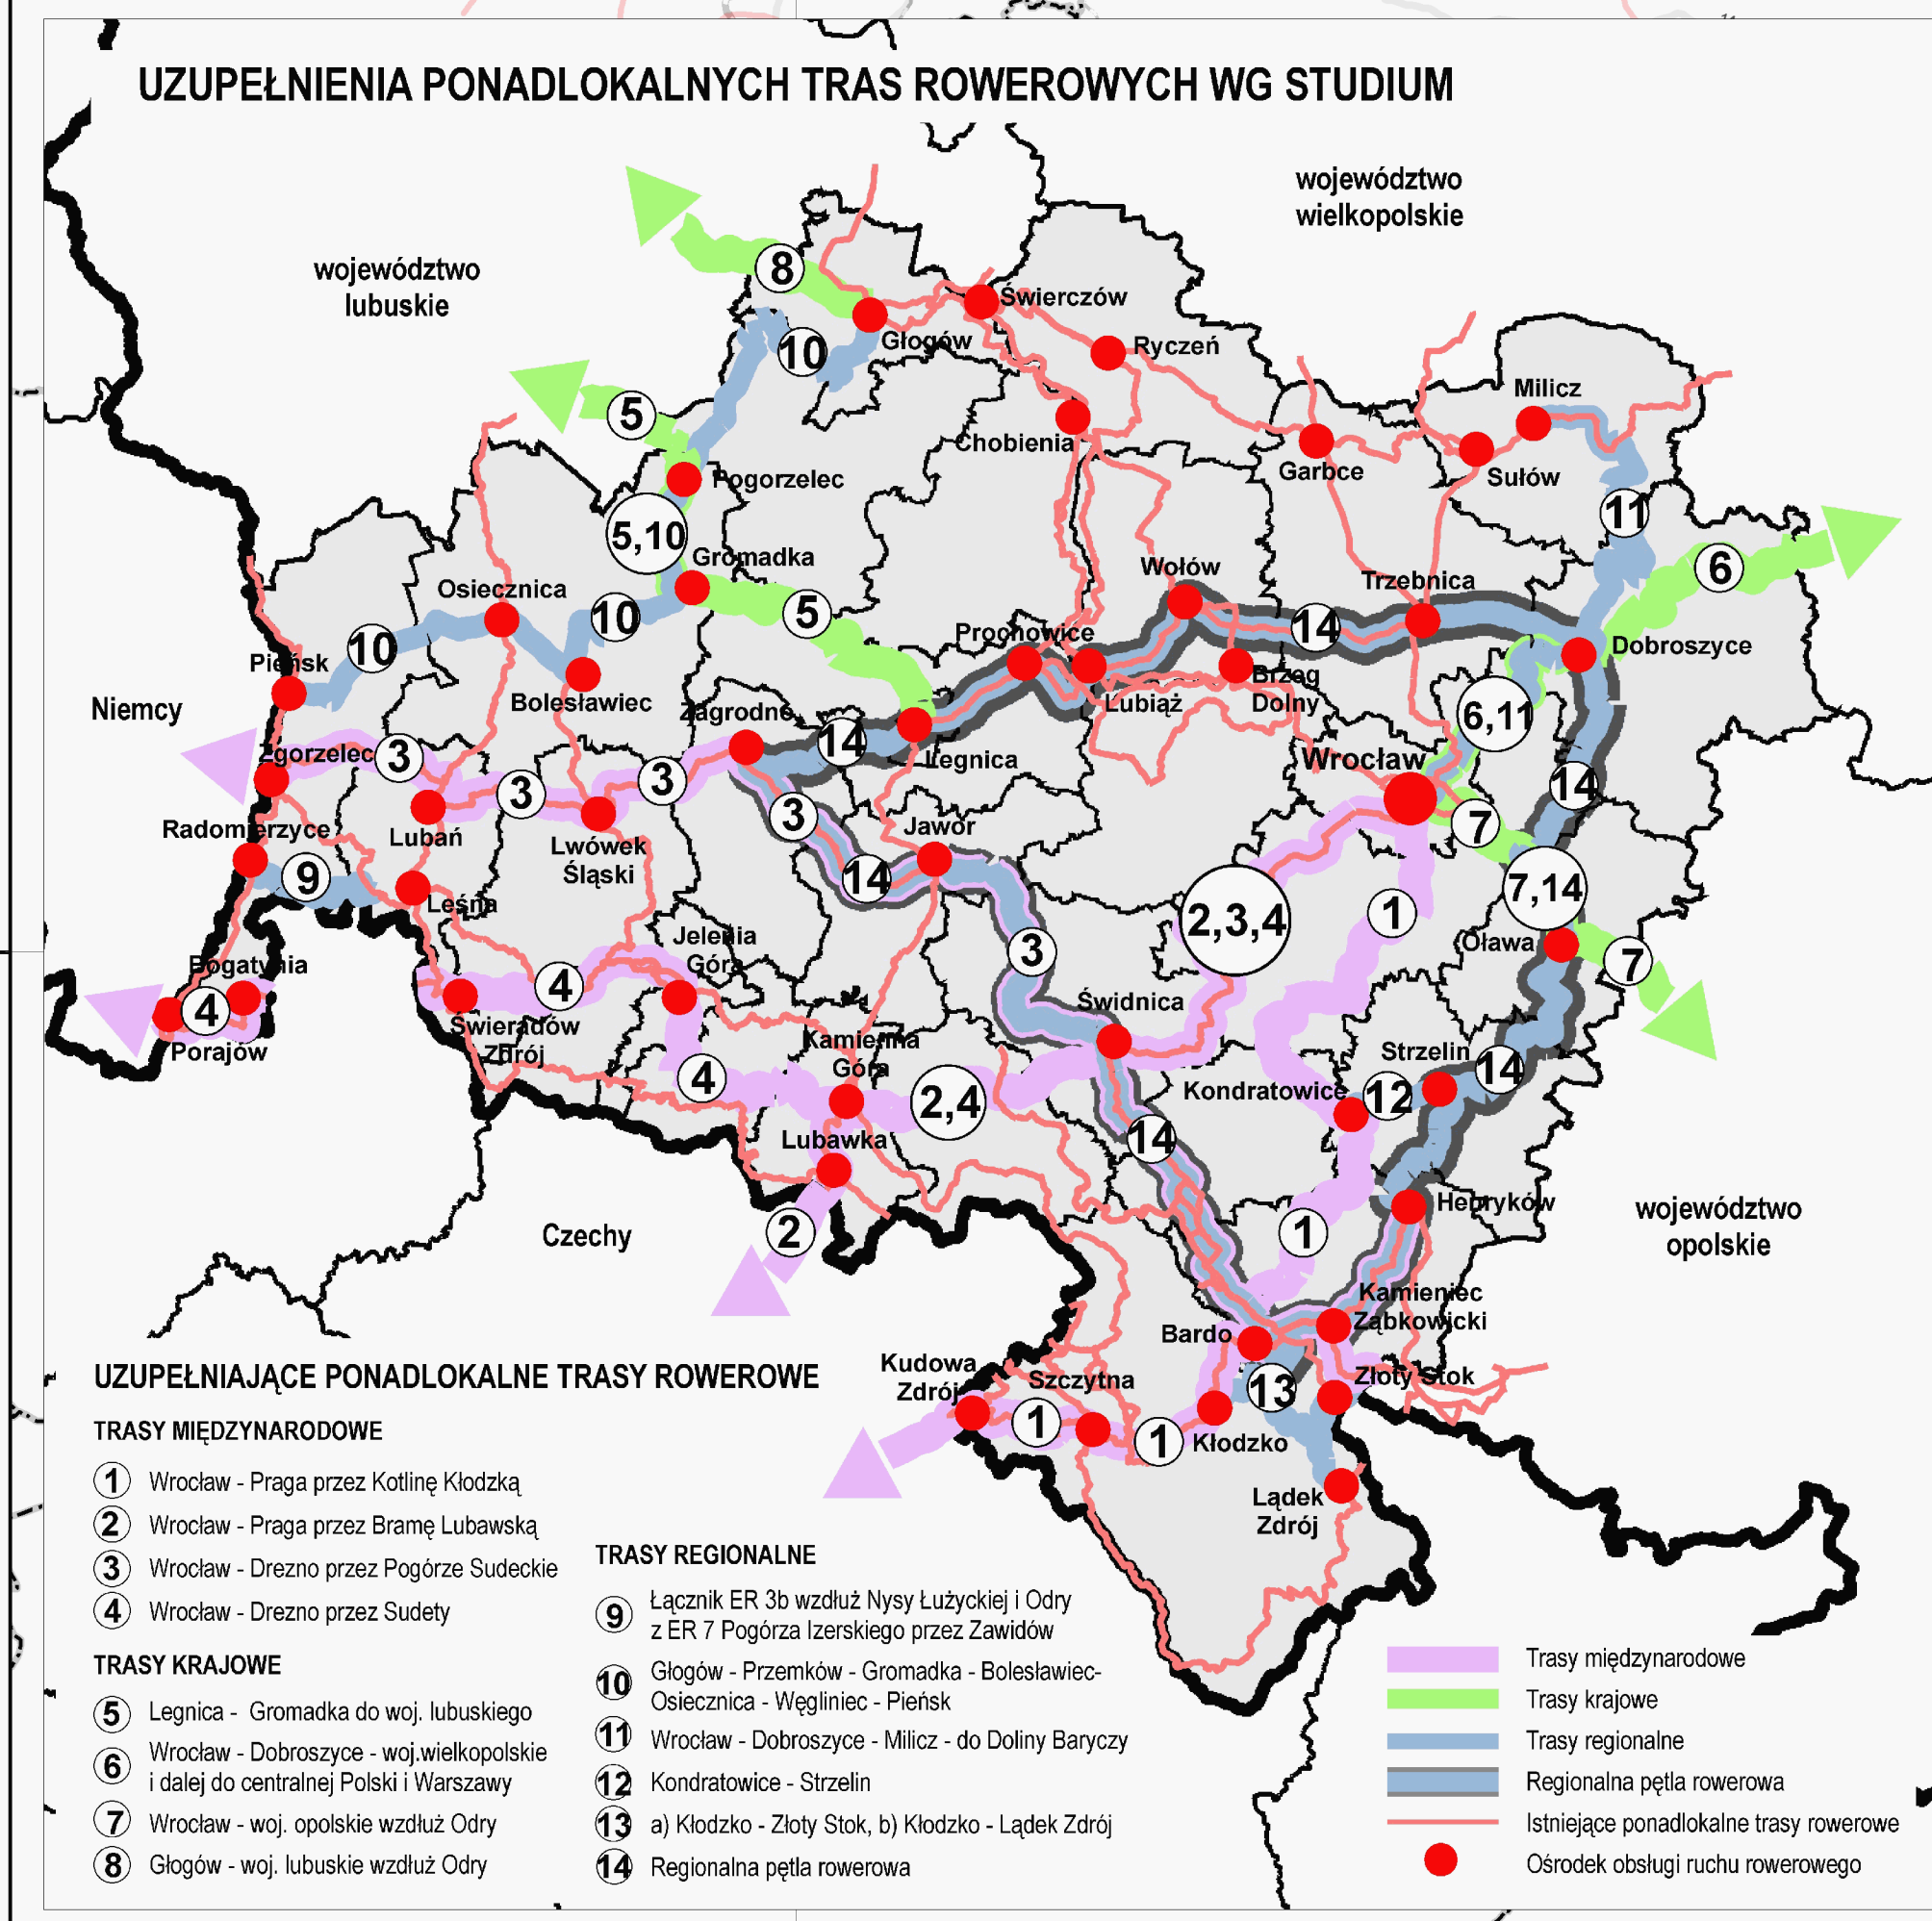 UZUPEŁNIENIA PONADLOKALNYCH TRAS ROWEROWYCH WG STUDIUM
województwo
wielkopolskie
województwo
lubuskie
8
Świerczów
Głogów
10
Ryczeń
5
Milicz
Chobienia
Garbce
Sułów
Pogorzelec
11
5,10
Gromadka
6
Osiecznica
Wołów
Trzebnica
10
5
14
10
Prochowice
Dobroszyce
Pieńsk
Brzeg
Dolny
Bolesławiec
Lubiąż
Niemcy
Zagrodno
6,11
14
Legnica
Zgorzelec
3
Wrocław
3
3
14
3
7
Radomierzyce
Lubań
Jawor
Lwówek
Śląski
9
14
7,14
Leśna
1
2,3,4
Jelenia
Góra
3
Oława
7
Bogatynia
4
4
Świdnica
Świeradów
Zdrój
Porajów
Kamienna
Góra
Strzelin
14
4
Kondratowice
12
2,4
Lubawka
14
Henryków
województwo
opolskie
2
Czechy
1
Kamieniec
Ząbkowicki
Bardo
Kudowa
Zdrój
Szczytna
Złoty Stok
13
1
1
Kłodzko
Lądek
Zdrój
UZUPEŁNIAJĄCE PONADLOKALNE TRASY ROWEROWE
TRASY MIĘDZYNARODOWE
1 Wrocław - Praga przez Kotlinę Kłodzką
2 Wrocław - Praga przez Bramę Lubawską
3 Wrocław - Drezno przez Pogórze Sudeckie
4 Wrocław - Drezno przez Sudety
TRASY KRAJOWE
5 Legnica - Gromadka do woj. lubuskiego
6 Wrocław - Dobroszyce - woj.wielkopolskie
i dalej do centralnej Polski i Warszawy
7 Wrocław - woj. opolskie wzdłuż Odry
8 Głogów - woj. lubuskie wzdłuż Odry
TRASY REGIONALNE
9 Łącznik ER 3b wzdłuż Nysy Łużyckiej i Odry
z ER 7 Pogórza Izerskiego przez Zawidów
10 Głogów - Przemków - Gromadka - Bolesławiec-
Osiecznica - Węgliniec - Pieńsk
11 Wrocław - Dobroszyce - Milicz - do Doliny Baryczy
12 Kondratowice - Strzelin
13 a) Kłodzko - Złoty Stok, b) Kłodzko - Lądek Zdrój
14 Regionalna pętla rowerowa
Trasy międzynarodowe
Trasy krajowe
Trasy regionalne
Regionalna pętla rowerowa
Istniejące ponadlokalne trasy rowerowe
Ośrodek obsługi ruchu rowerowego